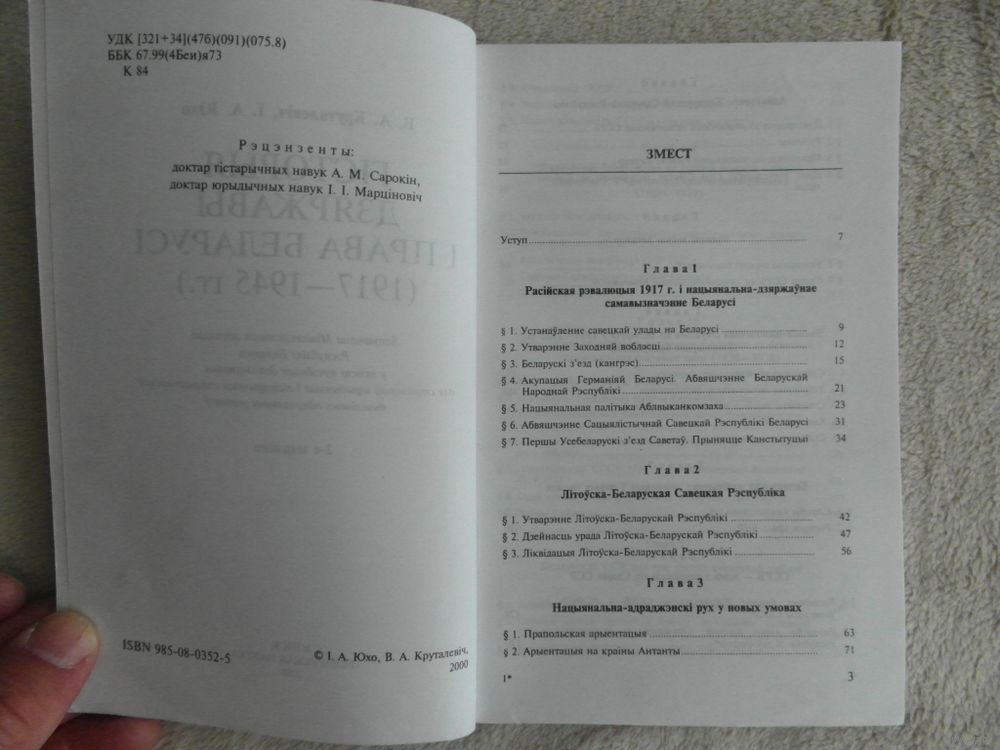 УДК [321+34](476)(091)(075.8)
ББК 67.99(4Беи)я73
К 84
Рэцэнзенты:
доктар гістарычных навук А. М. Сарокін,
доктар юрыдычных навук І. І. Марціновіч
ISBN 985-08-0352-5
© І. А. Юхо, В. А. Круталевіч,
2000
ЗМЕСТ
Уступ 7
Глава 1
Расійская рэвалюцыя 1917 г. і нацыянальна-дзяржаўнае
самавызначэнне Беларусі
§ 1. Устанаўленне савецкай улады на Беларусі 9
§ 2. Утварэнне Заходняй вобласці 12
§ 3. Беларускі з'езд (кангрэс) 15
§ 4. Акупацыя Германіяй Беларусі. Абвяшчэнне Беларускай
Народнай Рэспублікі 21
§ 5. Нацыянальная палітыка Аблвыканкомзаха 23
§ 6. Абвяшчэнне Сацыялістычнай Савецкай Рэспублікі Беларусі 31
§ 7. Першы Усебеларускі з'езд Саветаў. Прыняцце Канстытуцыі 34
Глава 2
Літоўска-Беларуская Савецкая Рэспубліка
§ 1. Утварэнне Літоўска-Беларускай Рэспублікі 42
§ 2. Дзейнасць урада Літоўска-Беларускай Рэспублікі 47
§ 3. Ліквідацыя Літоўска-Беларускай Рэспублікі 56
Глава 3
Нацыянальна-адраджэнскі рух у новых умовах
§ 1. Прапольская арыентацыя 63
§ 2. Арыентацыя на краіны Антанты 71
1* 3